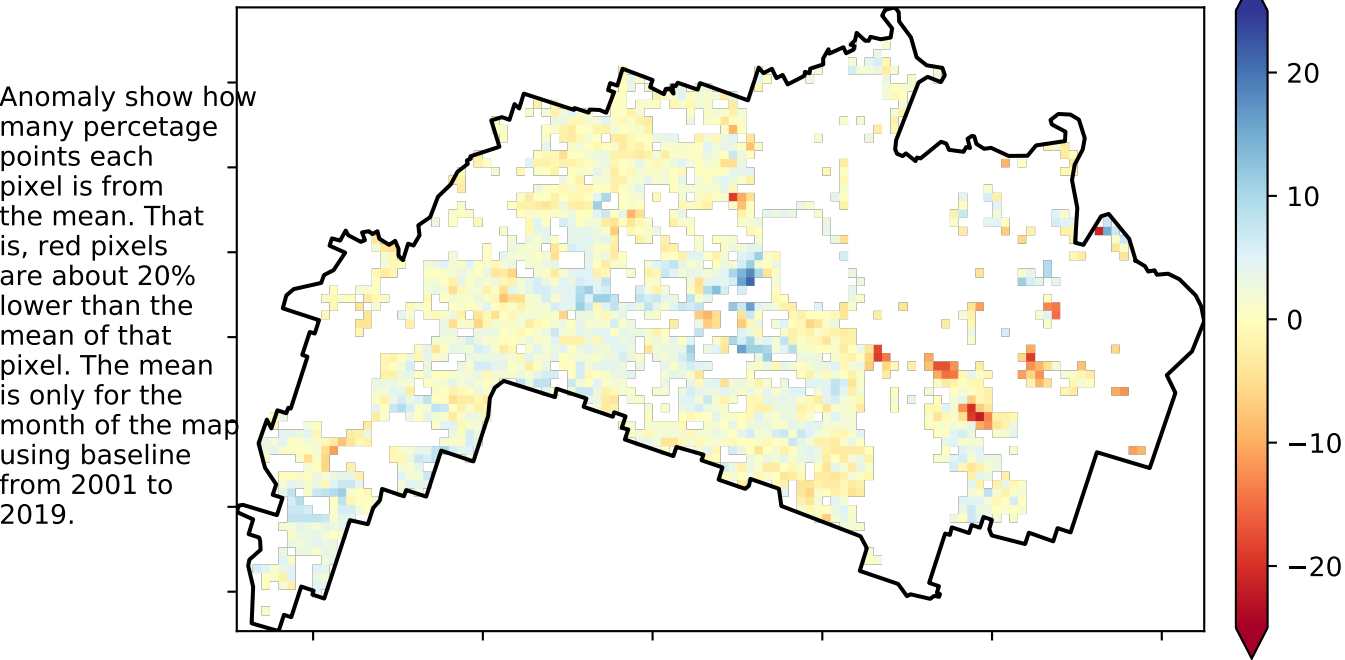 Anomaly show how
many percetage
points each
pixel is from
the mean. That
is, red pixels
are about 20%
lower than the
mean of that
pixel. The mean
is only for the
month of the map
using baseline
from 2001 to
2019.
20
10
0
−10
−20